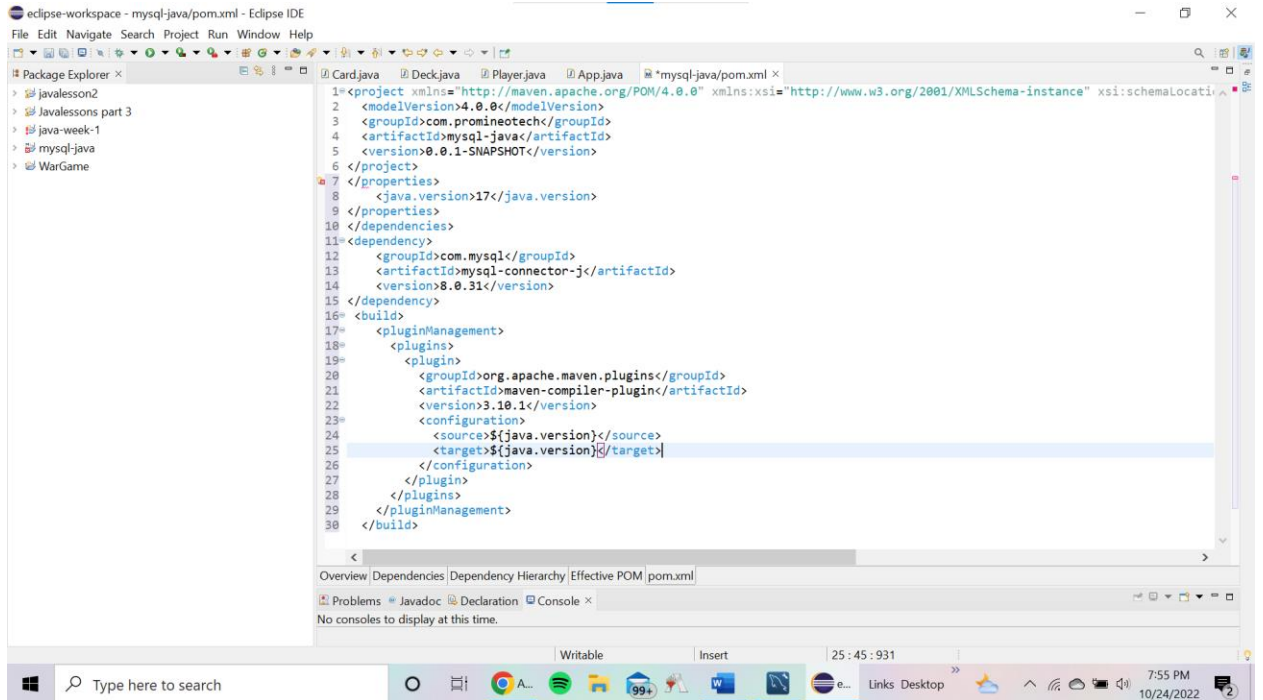 eclipse-workspace - mysql-java/pom.xml - Eclipse IDE
File Edit Navigate Search Project Run Window Help
Package Explorer ×
javalesson2
Javalessons part 3
java-week-1
mysql-java
WarGame
Card.java Deck.java Player.java App.java *mysql-java/pom.xml ×
1 <project xmlns="http://maven.apache.org/POM/4.0.0" xmlns:xsi="http://www.w3.org/2001/XMLSchema-instance" xsi:schemaLocati
2 <modelVersion>4.0.0</modelVersion>
3 <groupId>com.promineotech</groupId>
4 <artifactId>mysql-java</artifactId>
5 <version>0.0.1-SNAPSHOT</version>
6 </project>
7 </properties>
8 <java.version>17</java.version>
9 </properties>
10 </dependencies>
11 <dependency>
12 <groupId>com.mysql</groupId>
13 <artifactId>mysql-connector-j</artifactId>
14 <version>8.0.31</version>
15 </dependency>
16 <build>
17 <pluginManagement>
18 <plugins>
19 <plugin>
20 <groupId>org.apache.maven.plugins</groupId>
21 <artifactId>maven-compiler-plugin</artifactId>
22 <version>3.10.1</version>
23 <configuration>
24 <source>${java.version}</source>
25 <target>${java.version}</target>
26 </configuration>
27 </plugin>
28 </plugins>
29 </pluginManagement>
30 </build>
Overview Dependencies Dependency Hierarchy Effective POM pom.xml
Problems Javadoc Declaration Console ×
No consoles to display at this time.
Writable Insert 25 : 45 : 931
Type here to search
A...
99+
e...
Links Desktop
7:55 PM
10/24/2022
2